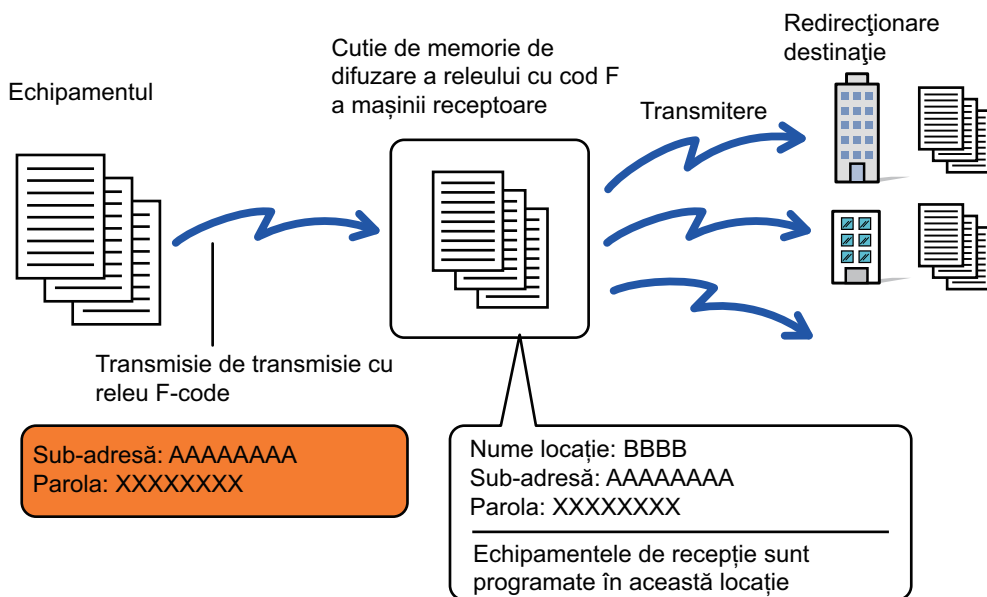 Echipamentul
Cutie de memorie de
difuzare a releului cu cod F
a mașinii receptoare
Transmitere
Redirecţionare
destinaţie
Transmisie de transmisie cu
releu F-code
Sub-adresă: AAAAAAAA
Parola: XXXXXXXX
Nume locație: BBBB
Sub-adresă: AAAAAAAA
Parola: XXXXXXXX
Echipamentele de recepție sunt
programate în această locație